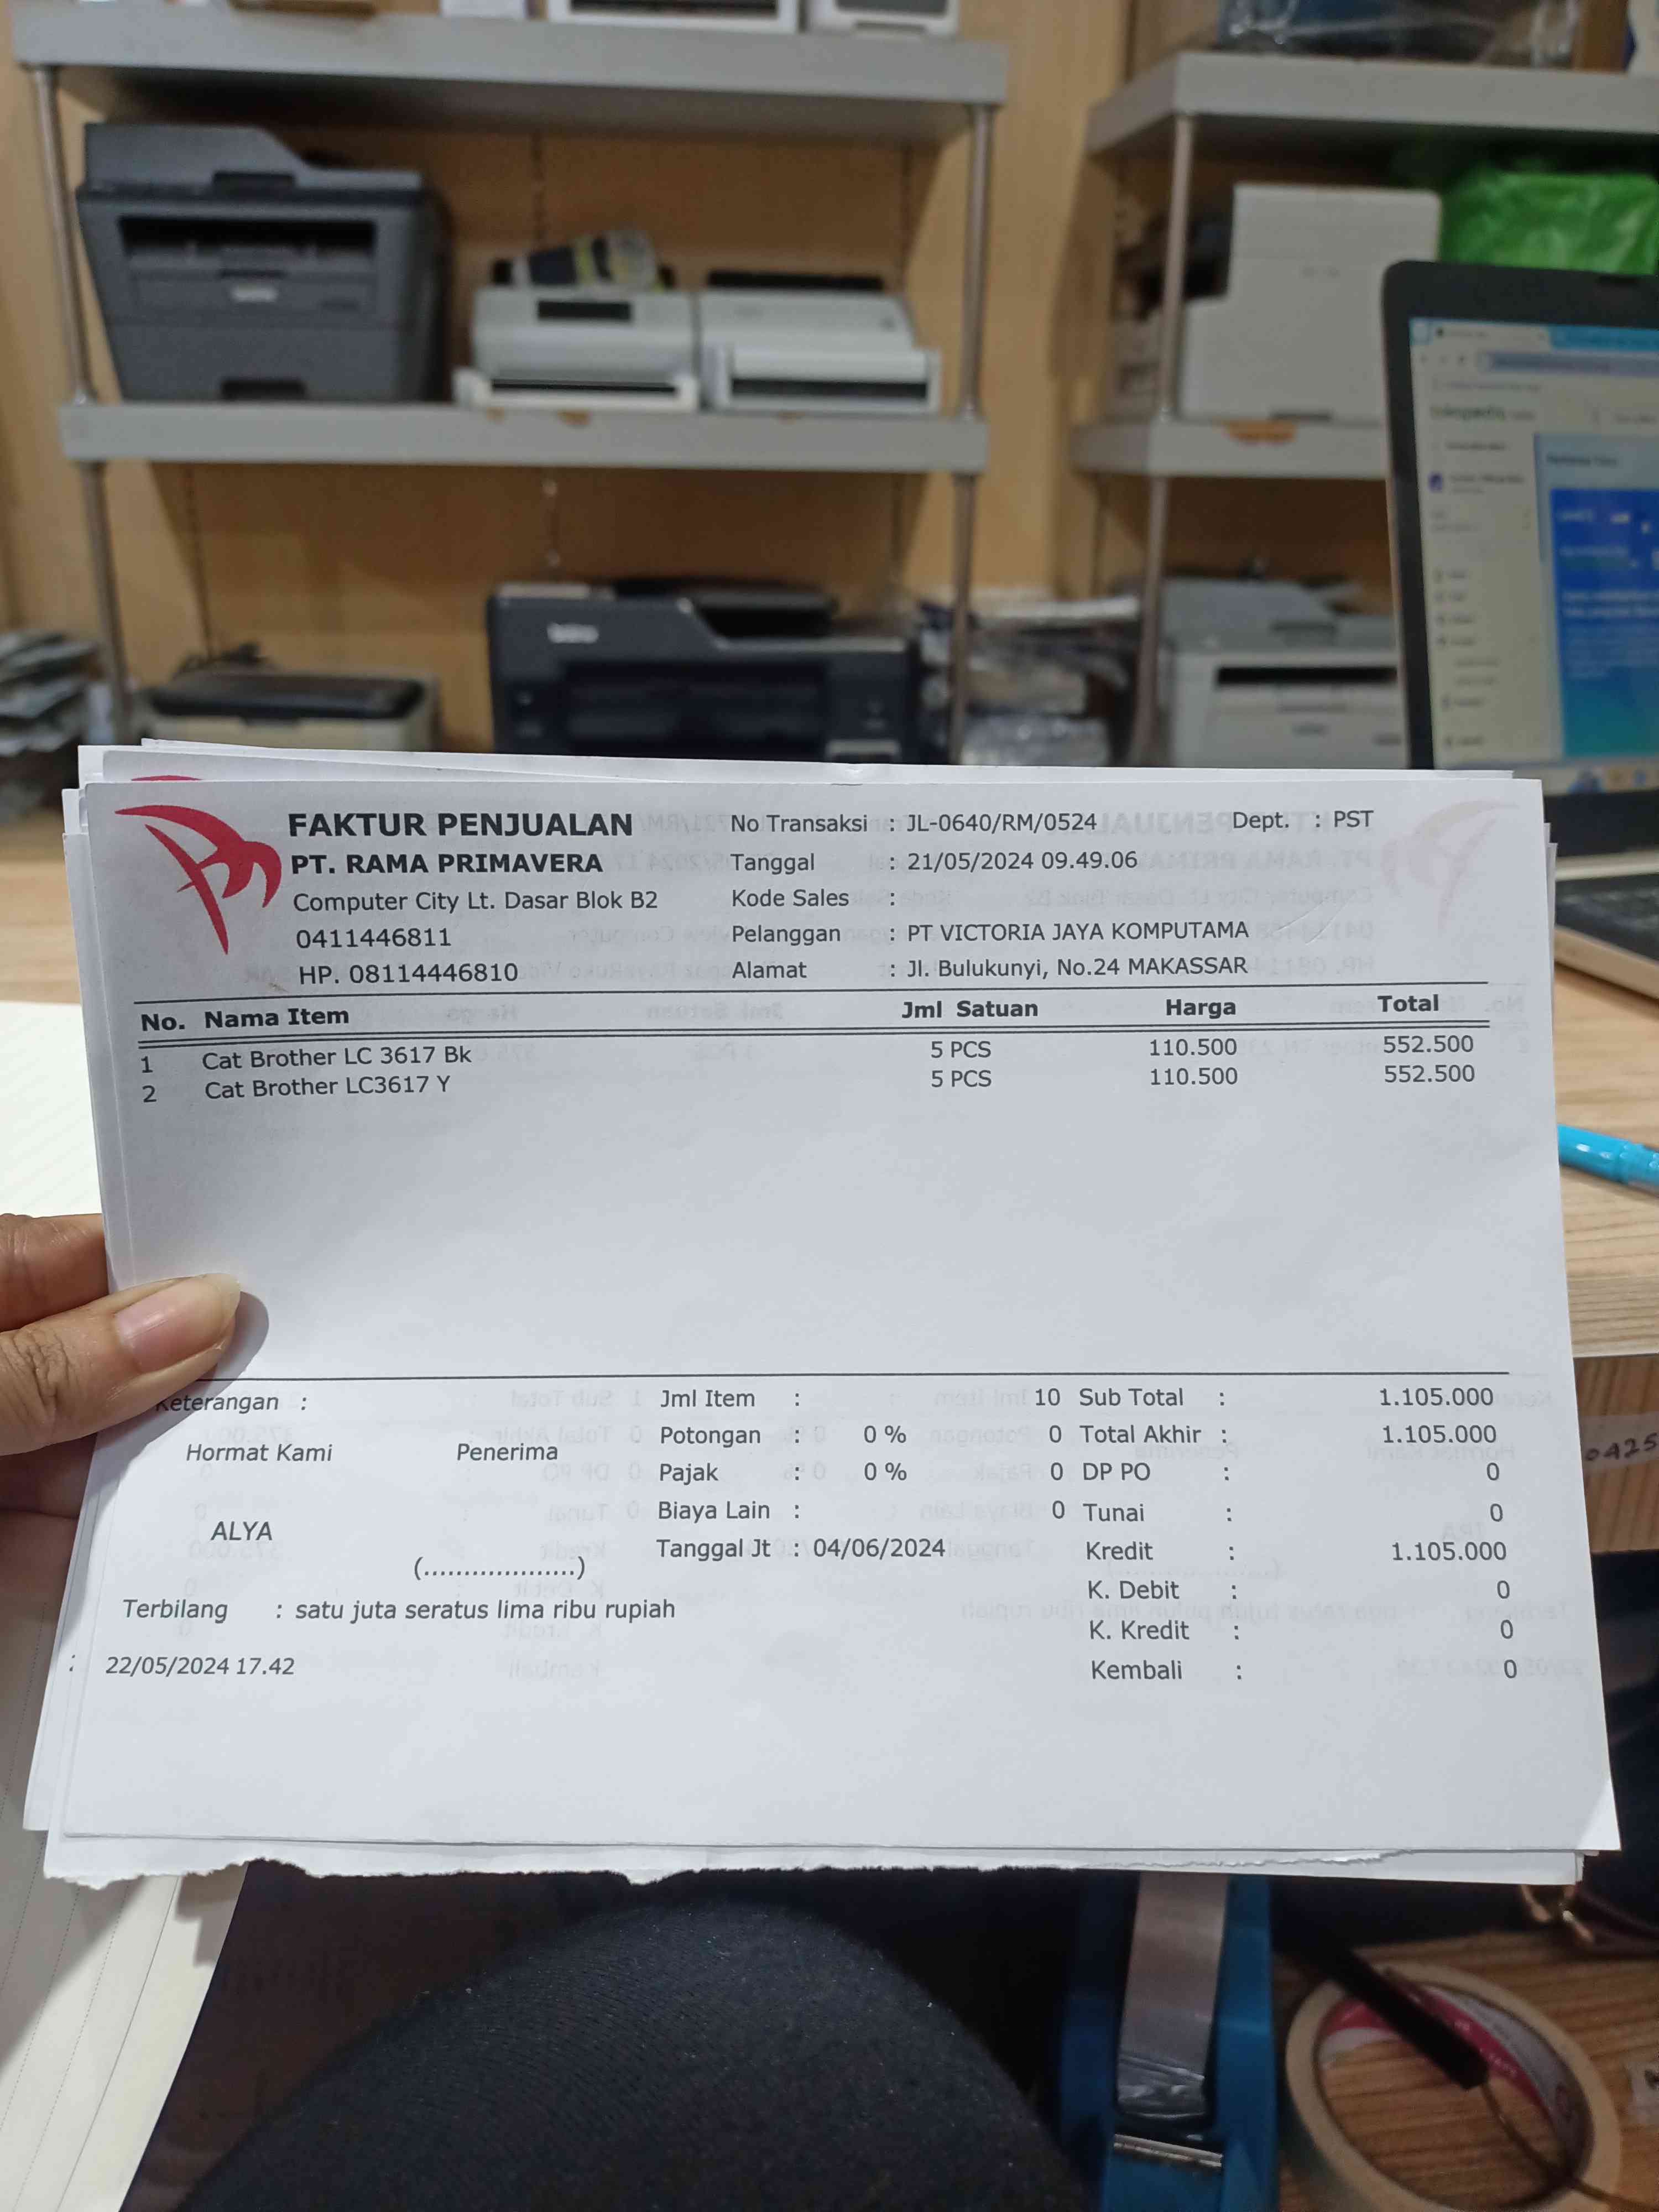 FAKTUR PENJUALAN
PT. RAMA PRIMAVERA
Computer City Lt. Dasar Blok B2
0411446811
HP. 08114446810
No Transaksi : JL-0640/RM/0524 Dept. : PST
Tanggal : 21/05/2024 09.49.06
Kode Sales :
Pelanggan : PT VICTORIA JAYA KOMPUTAMA
Alamat : Jl. Bulukunyi, No.24 MAKASSAR
No. Nama Item Jml Satuan Harga Total
1 Cat Brother LC 3617 Bk 5 PCS 110.500 552.500
2 Cat Brother LC3617 Y 5 PCS 110.500 552.500
Keterangan :
Hormat Kami Penerima
ALYA
(...................)
Jml Item : 10
Potongan : 0 % 0
Pajak : 0 % 0
Biaya Lain : 0
Tanggal Jt : 04/06/2024
Sub Total : 1.105.000
Total Akhir : 1.105.000
DP PO : 0
Tunai : 0
Kredit : 1.105.000
K. Debit : 0
K. Kredit : 0
Kembali : 0
Terbilang : satu juta seratus lima ribu rupiah
22/05/2024 17.42